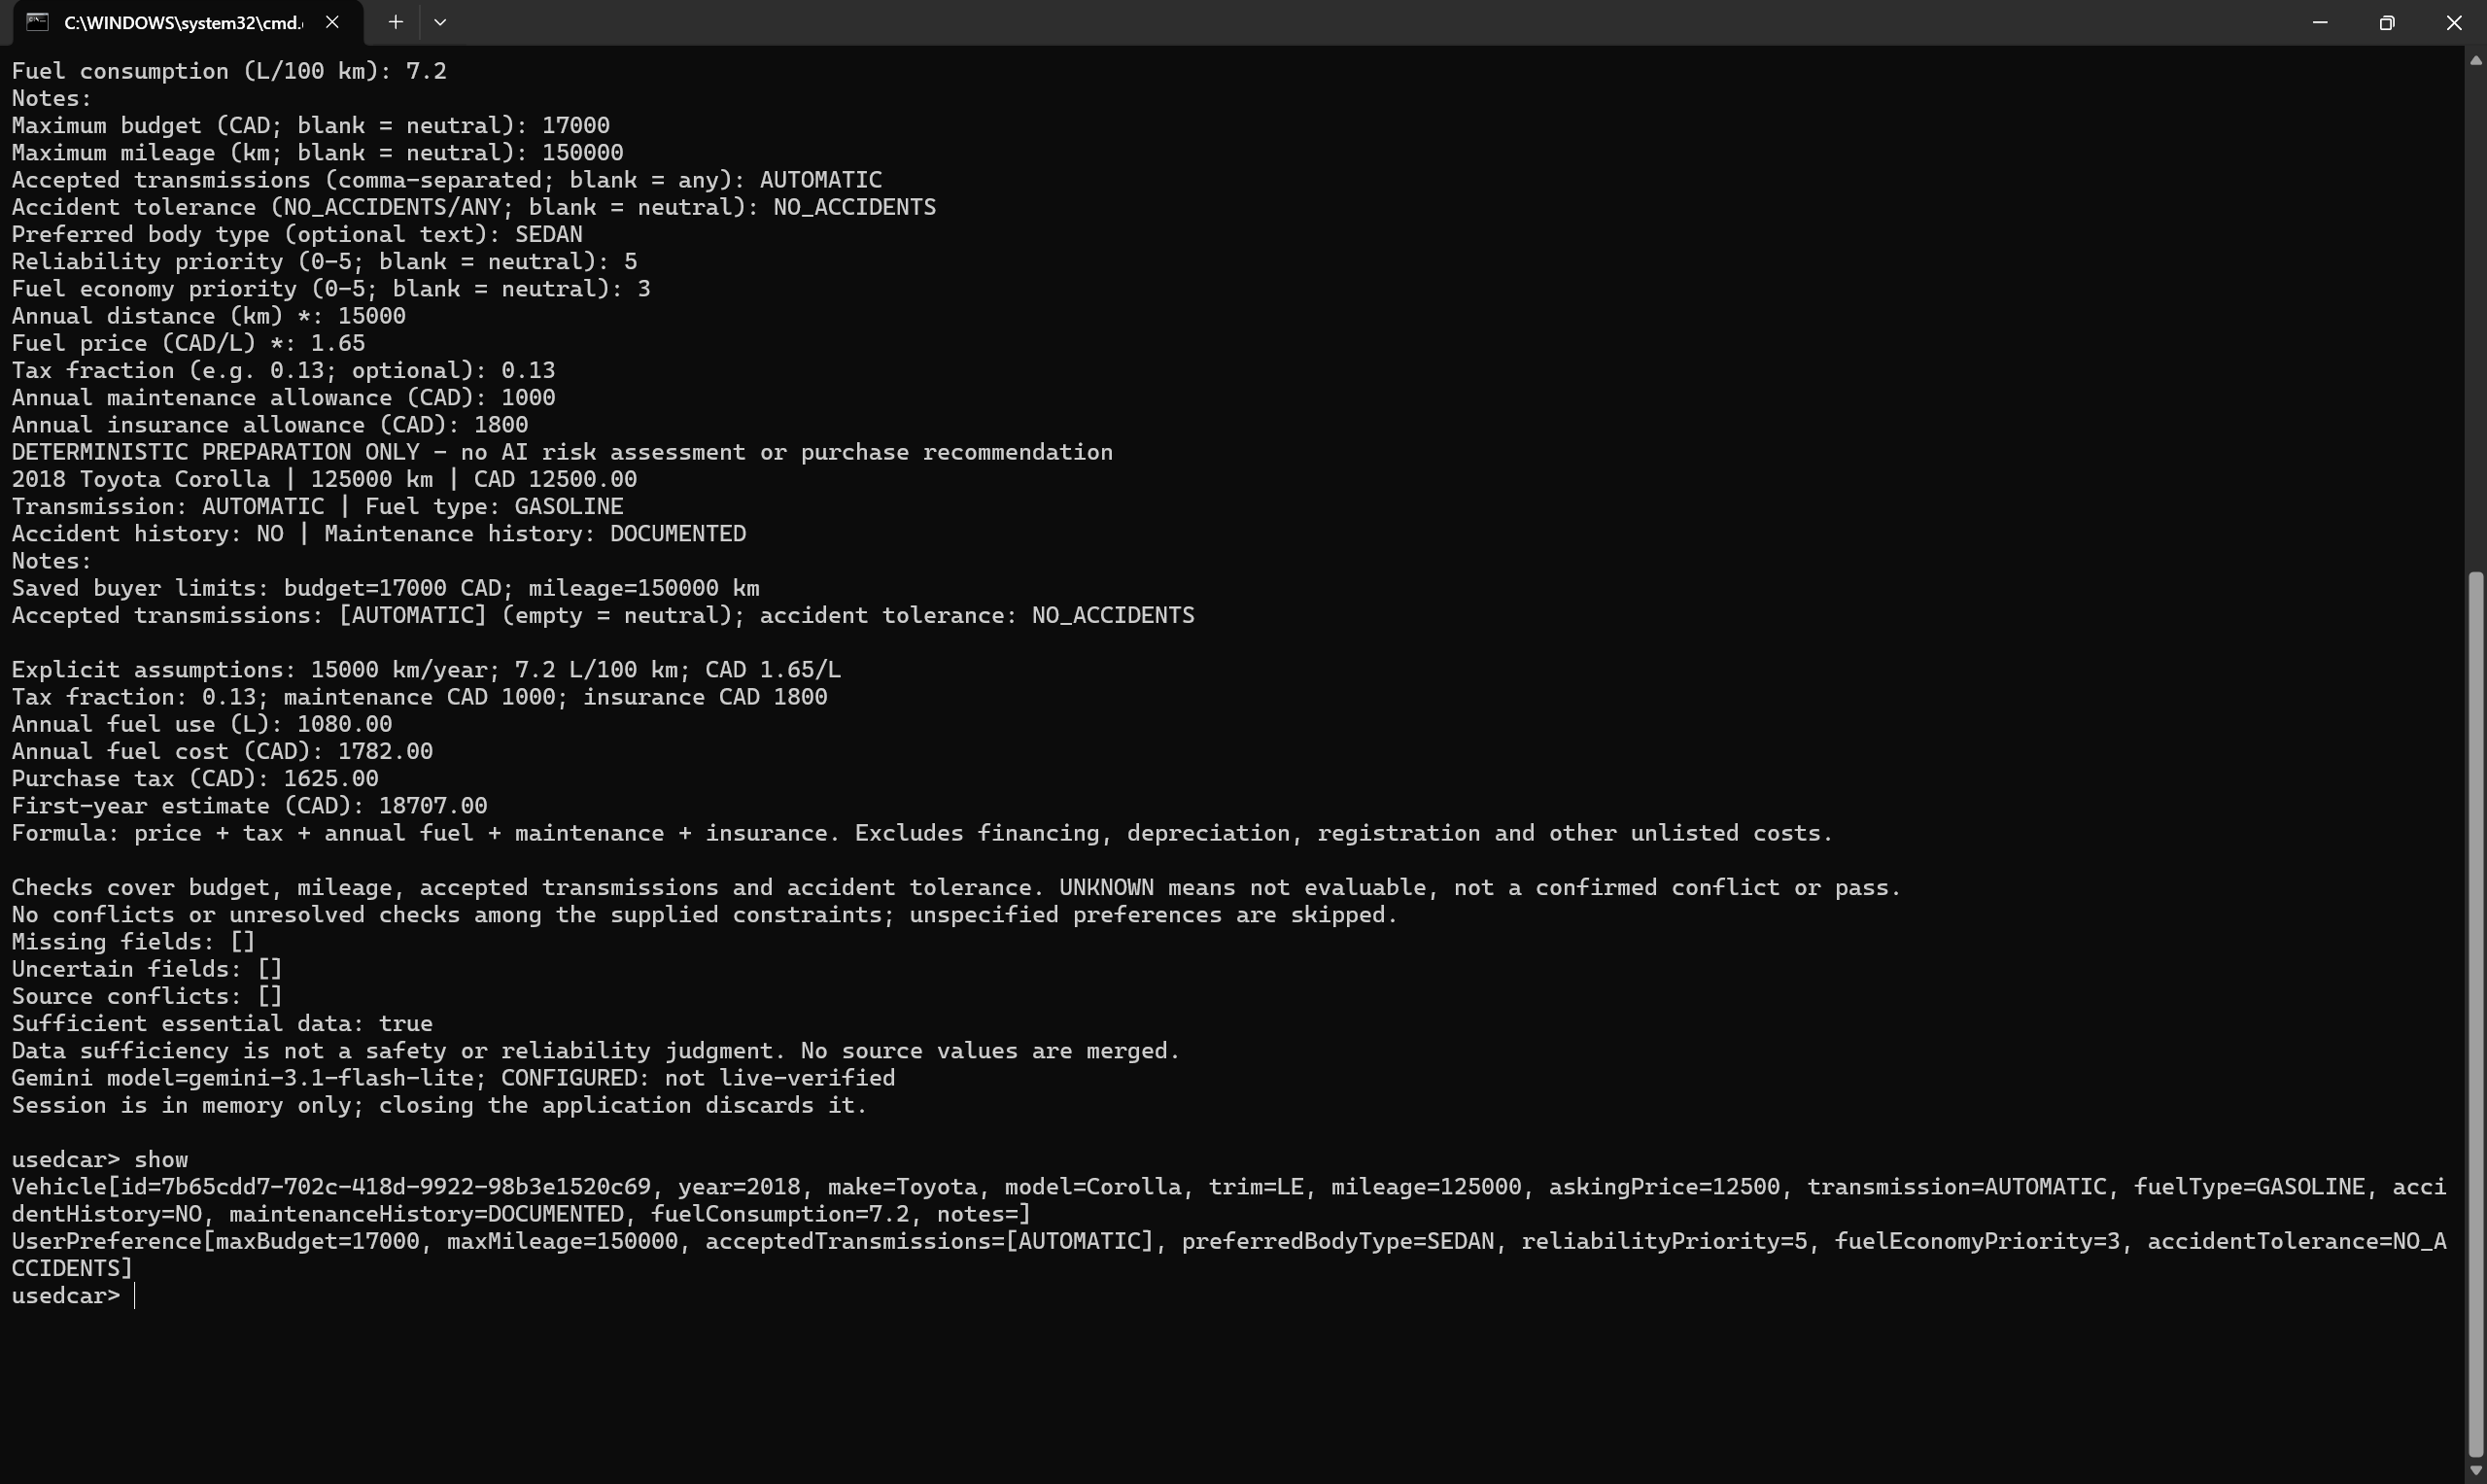 C:\WINDOWS\system32\cmd.
Fuel consumption (L/100 km): 7.2
Notes:
Maximum budget (CAD; blank = neutral): 17000
Maximum mileage (km; blank = neutral): 150000
Accepted transmissions (comma-separated; blank = any): AUTOMATIC
Accident tolerance (NO_ACCIDENTS/ANY; blank = neutral): NO_ACCIDENTS
Preferred body type (optional text): SEDAN
Reliability priority (0-5; blank = neutral): 5
Fuel economy priority (0-5; blank = neutral): 3
Annual distance (km) *: 15000
Fuel price (CAD/L) *: 1.65
Tax fraction (e.g. 0.13; optional): 0.13
Annual maintenance allowance (CAD): 1000
Annual insurance allowance (CAD): 1800
DETERMINISTIC PREPARATION ONLY - no AI risk assessment or purchase recommendation
2018 Toyota Corolla | 125000 km | CAD 12500.00
Transmission: AUTOMATIC | Fuel type: GASOLINE
Accident history: NO | Maintenance history: DOCUMENTED
Notes:
Saved buyer limits: budget=17000 CAD; mileage=150000 km
Accepted transmissions: [AUTOMATIC] (empty = neutral); accident tolerance: NO_ACCIDENTS
Explicit assumptions: 15000 km/year; 7.2 L/100 km; CAD 1.65/L
Tax fraction: 0.13; maintenance CAD 1000; insurance CAD 1800
Annual fuel use (L): 1080.00
Annual fuel cost (CAD): 1782.00
Purchase tax (CAD): 1625.00
First-year estimate (CAD): 18707.00
Formula: price + tax + annual fuel + maintenance + insurance. Excludes financing, depreciation, registration and other unlisted costs.
Checks cover budget, mileage, accepted transmissions and accident tolerance. UNKNOWN means not evaluable, not a confirmed conflict or pass.
No conflicts or unresolved checks among the supplied constraints; unspecified preferences are skipped.
Missing fields: []
Uncertain fields: []
Source conflicts: []
Sufficient essential data: true
Data sufficiency is not a safety or reliability judgment. No source values are merged.
Gemini model=gemini-3.1-flash-lite; CONFIGURED: not live-verified
Session is in memory only; closing the application discards it.
usedcar> show
Vehicle[id=7b65cdd7-702c-418d-9922-98b3e1520c69, year=2018, make=Toyota, model=Corolla, trim=LE, mileage=125000, askingPrice=12500, transmission=AUTOMATIC, fuelType=GASOLINE, acci
dentHistory=NO, maintenanceHistory=DOCUMENTED, fuelConsumption=7.2, notes=]
UserPreference[maxBudget=17000, maxMileage=150000, acceptedTransmissions=[AUTOMATIC], preferredBodyType=SEDAN, reliabilityPriority=5, fuelEconomyPriority=3, accidentTolerance=NO_A
CCIDENTS]
usedcar>